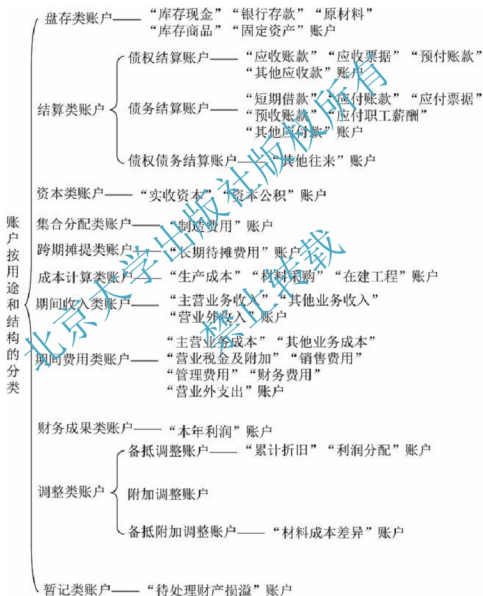 盘存类账户——“库存现金” “银行存款” “原材料”
“库存商品” “固定资产” 账户
债权结算账户——“应收账款” “应收票据” “预付账款”
“其他应收款” 账户
结算类账户
债务结算账户——“短期借款” “应付账款” “应付票据”
“预收账款” “应付职工薪酬”
“其他应付款” 账户
债权债务结算账户——“其他往来” 账户
资本类账户——“实收资本” “资本公积” 账户
账户按用途和结构的分类
集合分配类账户——“制造费用” 账户
跨期摊提类账户——“长期待摊费用” 账户
成本计算类账户——“生产成本” “材料采购” “在建工程” 账户
期间收入类账户——“主营业务收入” “其他业务收入”
“营业外收入” 账户
期间费用类账户——“主营业务成本” “其他业务成本”
“营业税金及附加” “销售费用”
“管理费用” “财务费用”
“营业外支出” 账户
财务成果类账户——“本年利润” 账户
备抵调整账户——“累计折旧” “利润分配” 账户
调整类账户
附加调整账户
备抵附加调整账户——“材料成本差异” 账户
暂记类账户——“待处理财产损溢” 账户
北京大学出版社版权所有
禁止转载